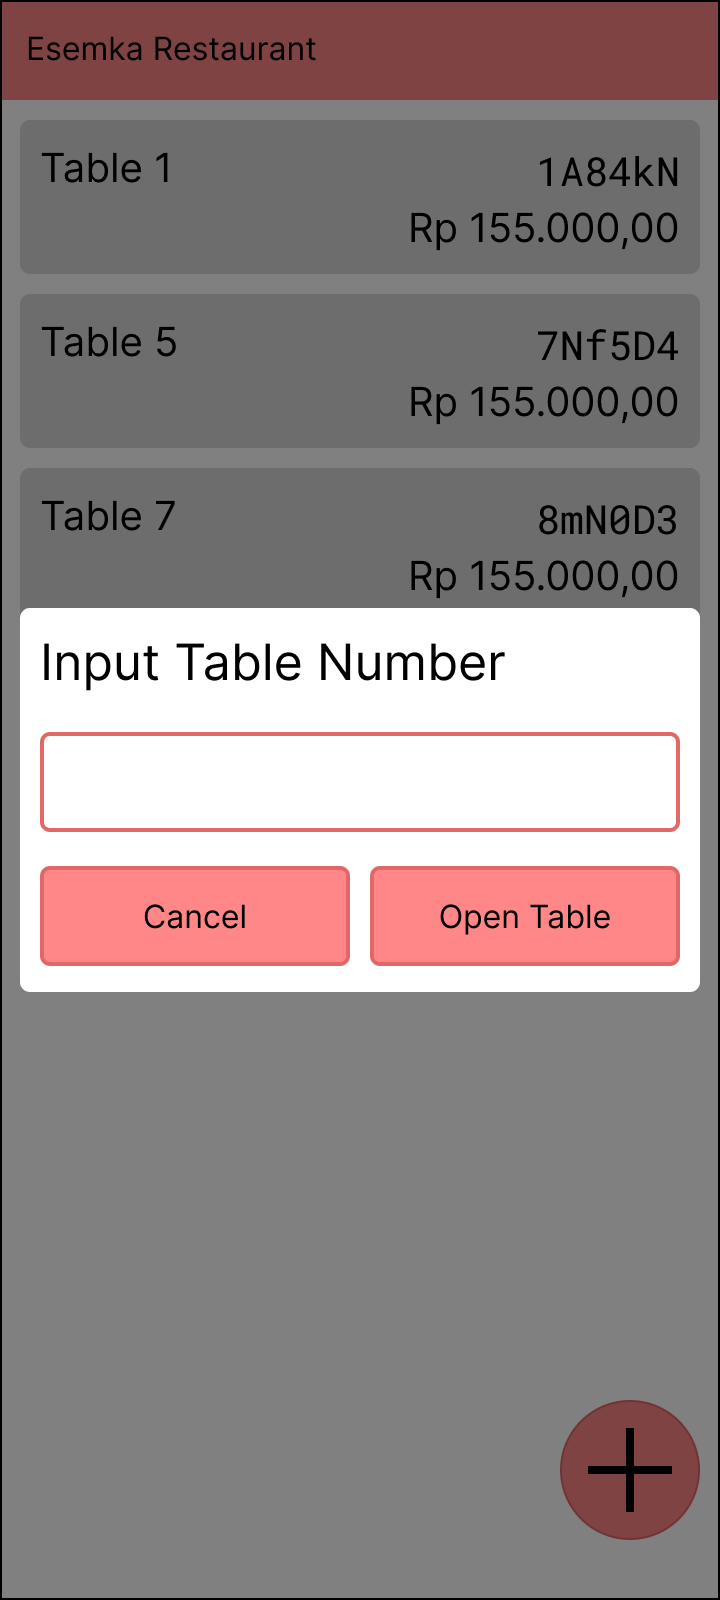 Esemka Restaurant
Table 1
1A84kN
Rp 155.000,00
Table 5
7Nf5D4
Rp 155.000,00
Table 7
8mN0D3
Rp 155.000,00
Input Table Number
Cancel
Open Table